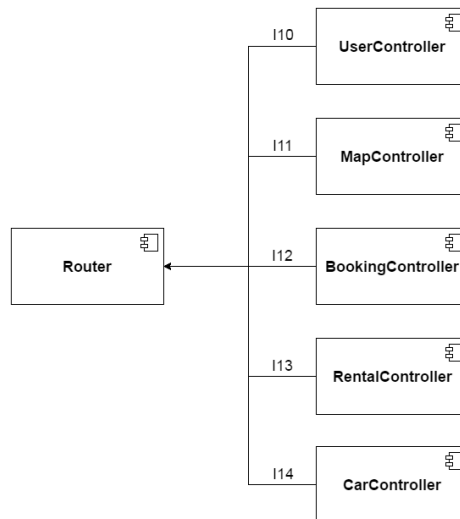 I10
UserController
I11
MapController
Router
I12
BookingController
I13
RentalController
I14
CarController